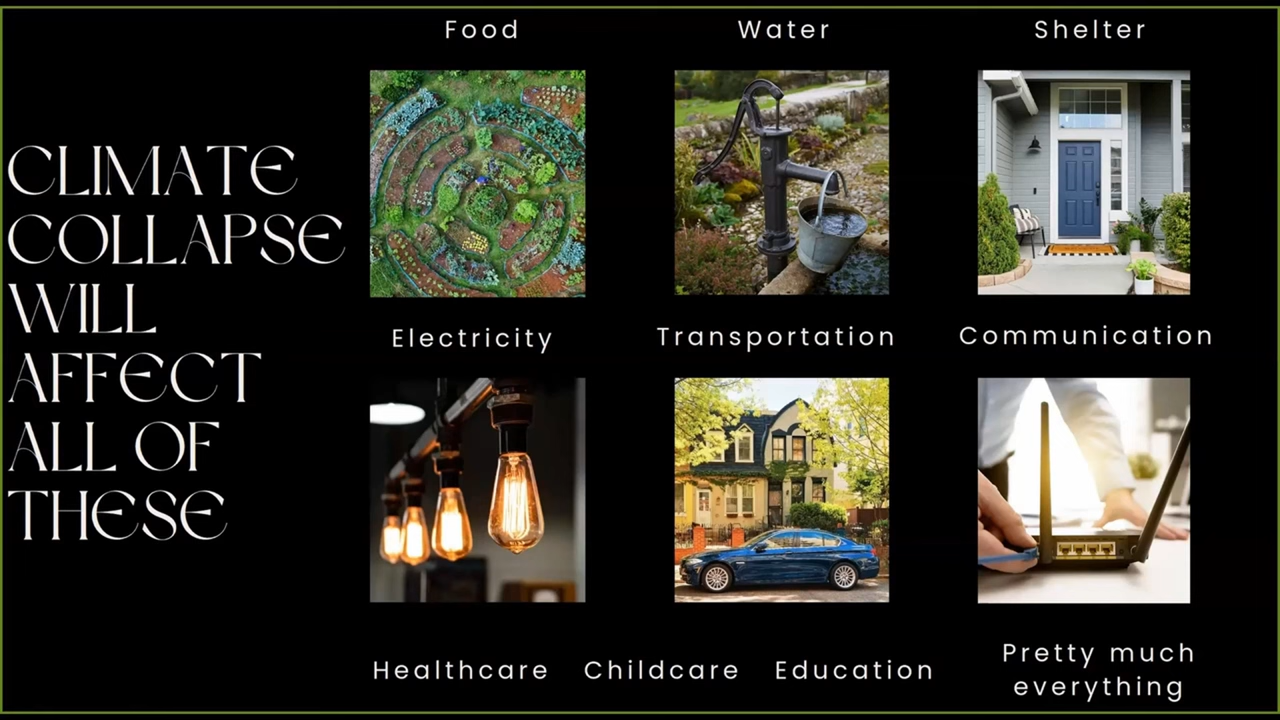 CLIMATE
COLLAPSE
WILL
AFFECT
ALL OF
THESE
Food
Water
Shelter
Electricity
Transportation
Communication
Healthcare
Childcare
Education
Pretty much
everything